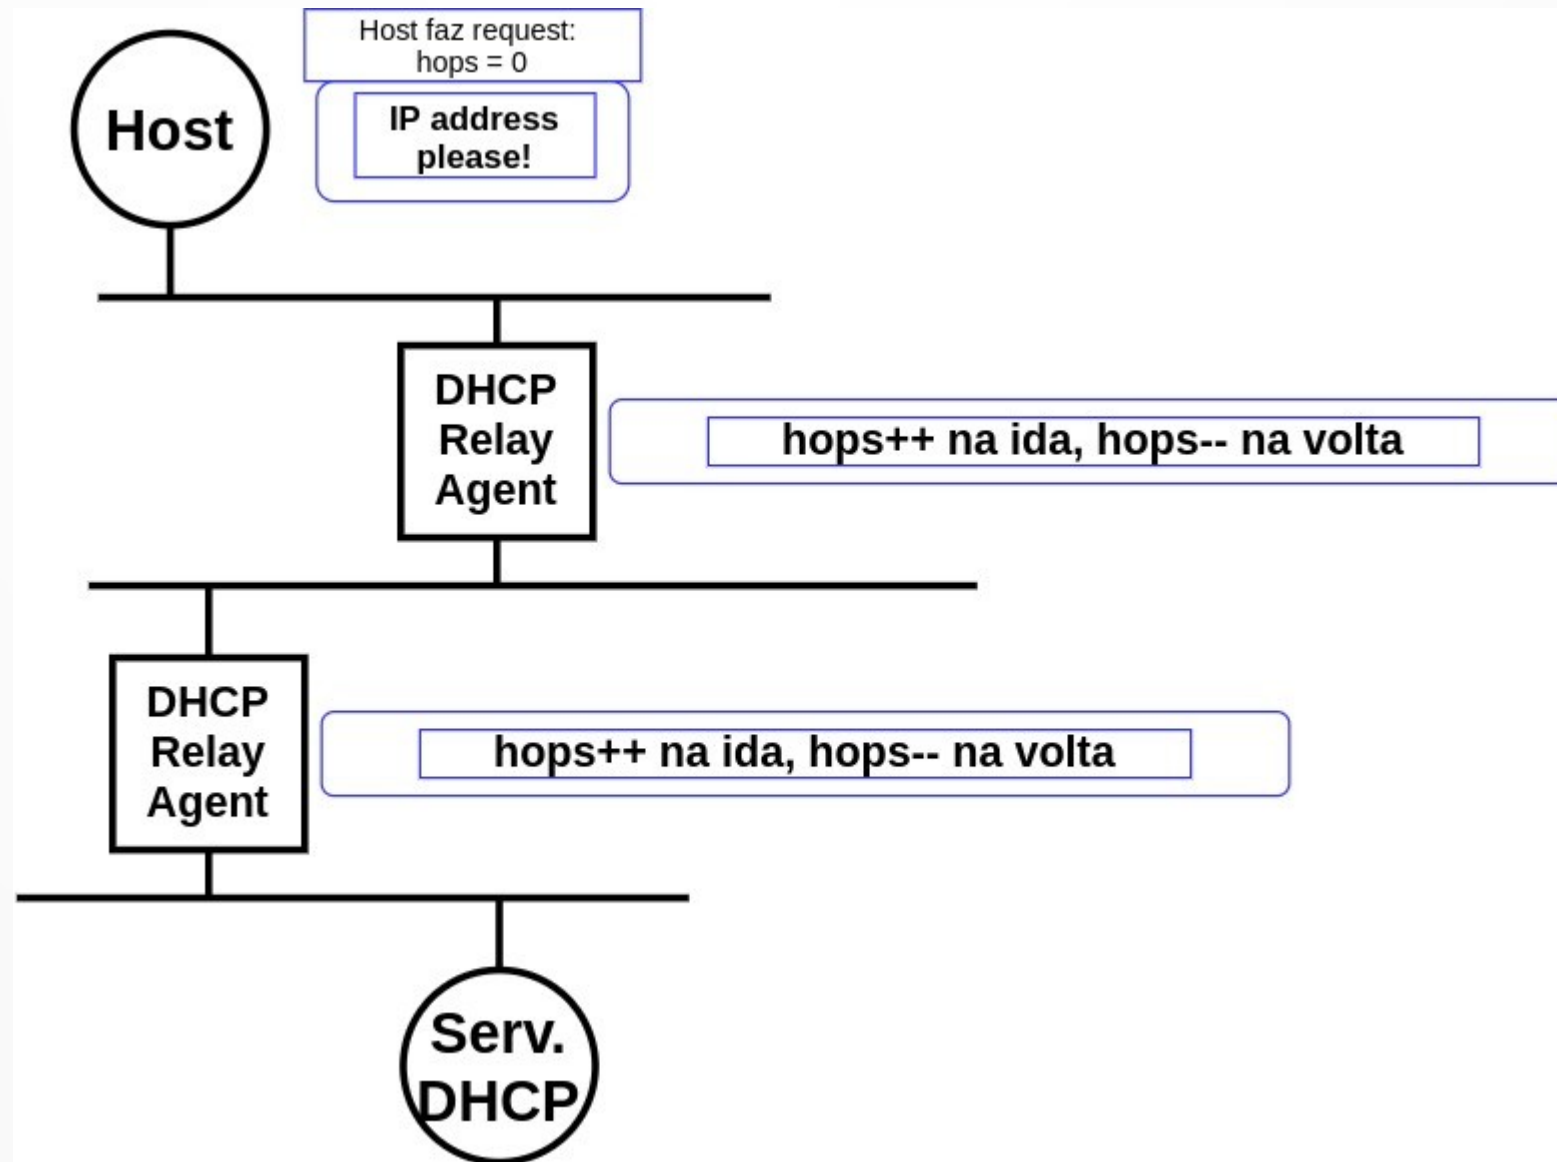 Host faz request:
hops = 0
Host
IP address
please!
DHCP
Relay
Agent
hops++ na ida, hops-- na volta
DHCP
Relay
Agent
hops++ na ida, hops-- na volta
Serv.
DHCP